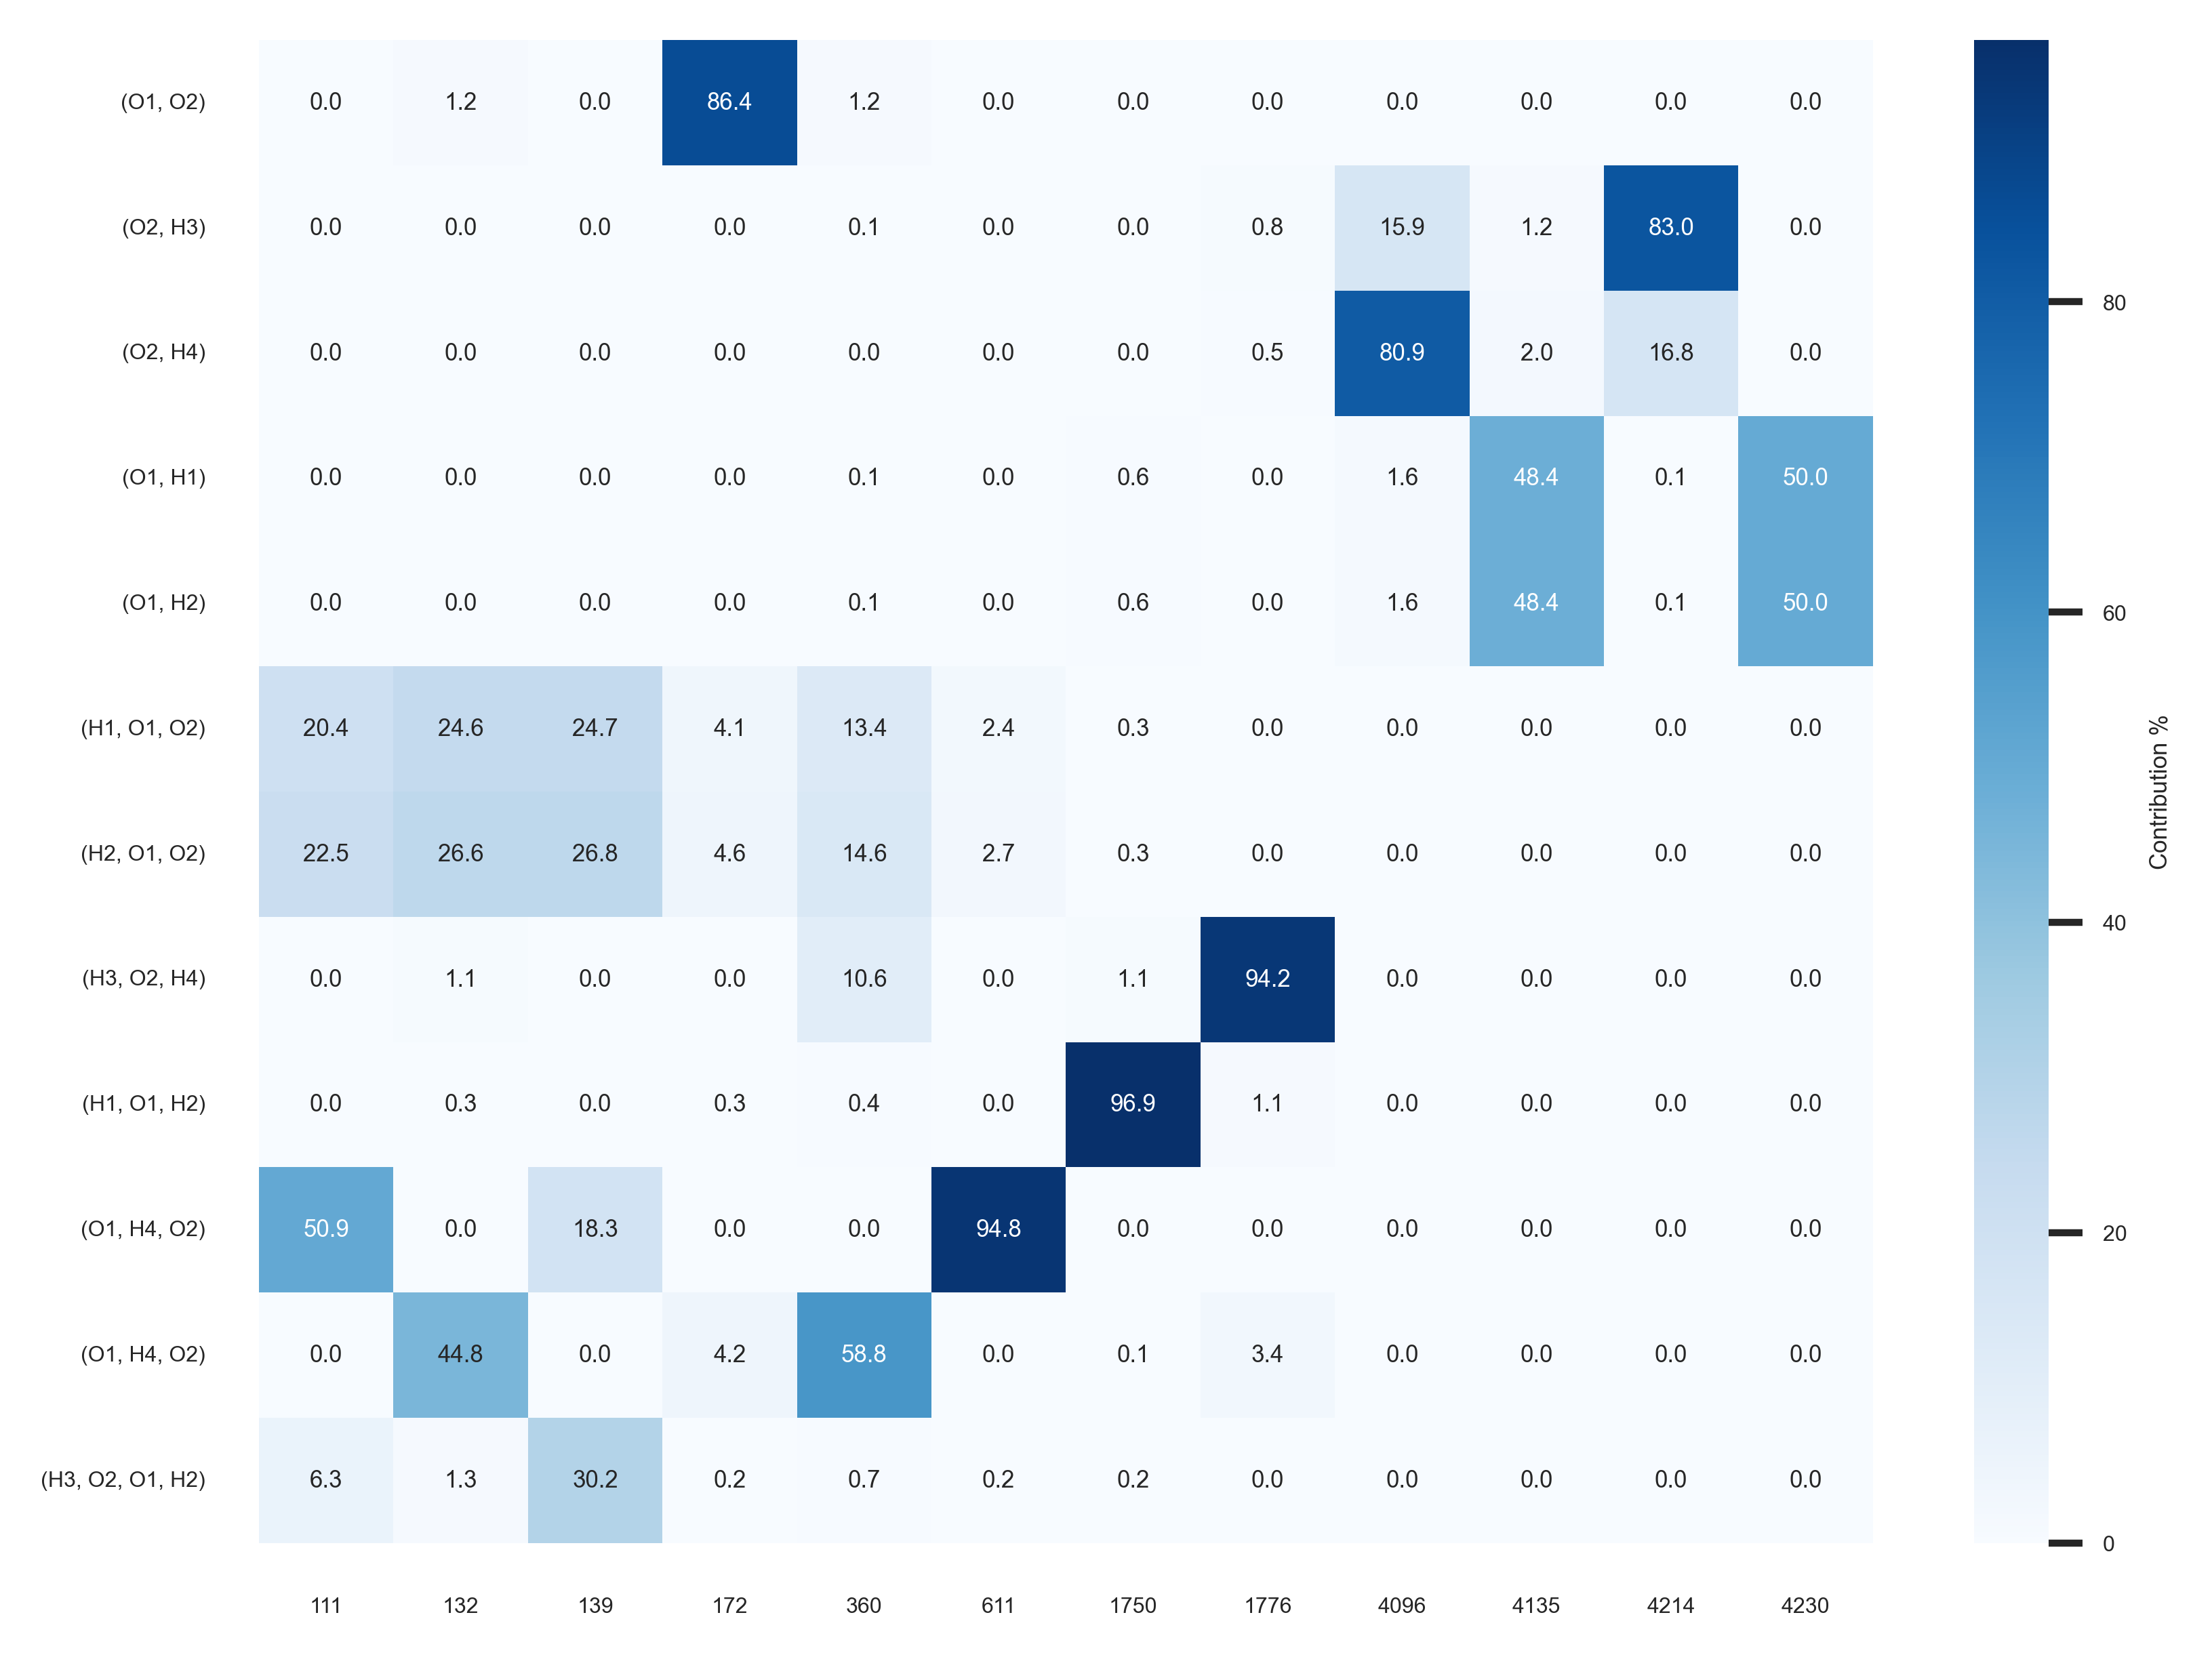 (O1, O2) 0.0 1.2 0.0 86.4 1.2 0.0 0.0 0.0 0.0 0.0 0.0 0.0
(O2, H3) 0.0 0.0 0.0 0.0 0.1 0.0 0.0 0.8 15.9 1.2 83.0 0.0
(O2, H4) 0.0 0.0 0.0 0.0 0.0 0.0 0.0 0.5 80.9 2.0 16.8 0.0
(O1, H1) 0.0 0.0 0.0 0.0 0.1 0.0 0.6 0.0 1.6 48.4 0.1 50.0
(O1, H2) 0.0 0.0 0.0 0.0 0.1 0.0 0.6 0.0 1.6 48.4 0.1 50.0
(H1, O1, O2) 20.4 24.6 24.7 4.1 13.4 2.4 0.3 0.0 0.0 0.0 0.0 0.0
(H2, O1, O2) 22.5 26.6 26.8 4.6 14.6 2.7 0.3 0.0 0.0 0.0 0.0 0.0
(H3, O2, H4) 0.0 1.1 0.0 0.0 10.6 0.0 1.1 94.2 0.0 0.0 0.0 0.0
(H1, O1, H2) 0.0 0.3 0.0 0.3 0.4 0.0 96.9 1.1 0.0 0.0 0.0 0.0
(O1, H4, O2) 50.9 0.0 18.3 0.0 0.0 94.8 0.0 0.0 0.0 0.0 0.0 0.0
(O1, H4, O2) 0.0 44.8 0.0 4.2 58.8 0.0 0.1 3.4 0.0 0.0 0.0 0.0
(H3, O2, O1, H2) 6.3 1.3 30.2 0.2 0.7 0.2 0.2 0.0 0.0 0.0 0.0 0.0
111 132 139 172 360 611 1750 1776 4096 4135 4214 4230
80
60
40
20
0
Contribution %